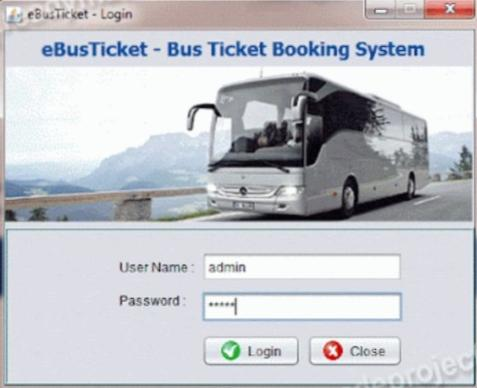 eBusTicket - Login
eBusTicket - Bus Ticket Booking System
User Name : admin
Password : *****
Login Close